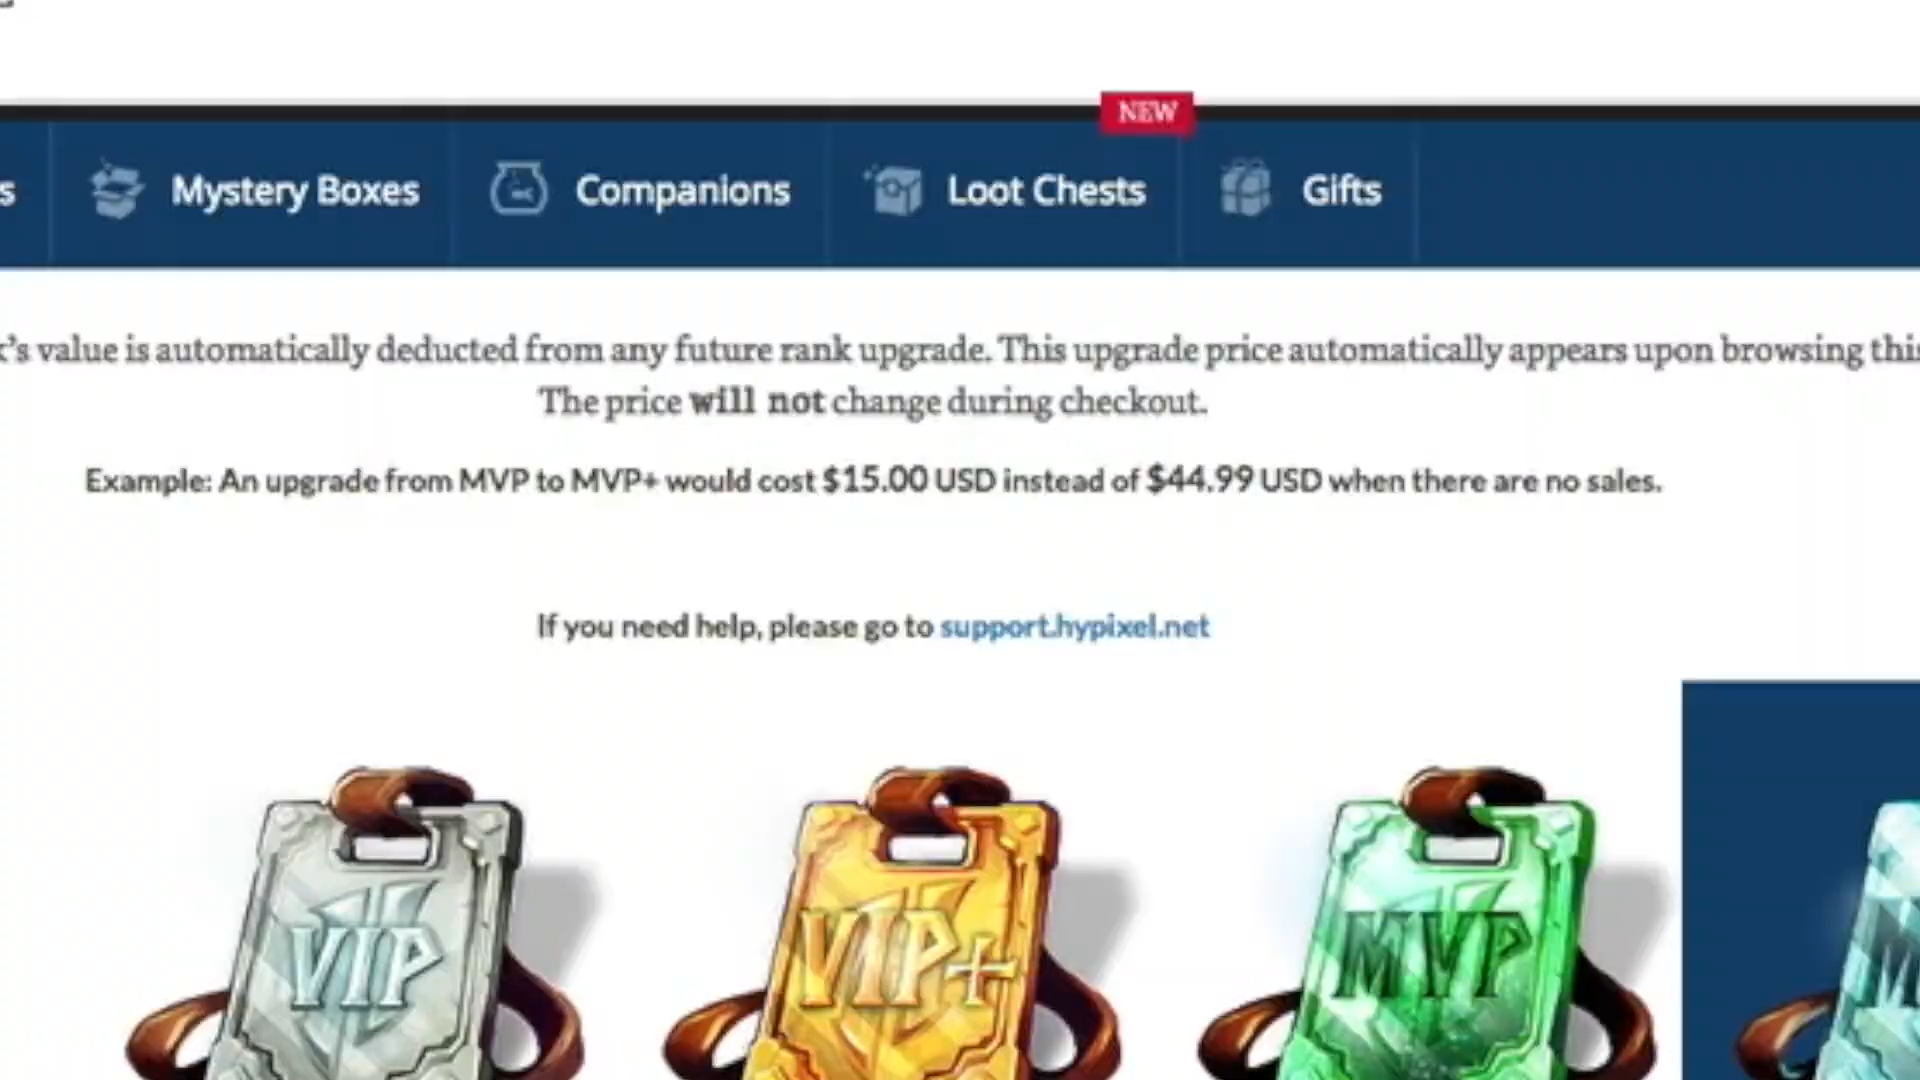 NEW
s Mystery Boxes Companions Loot Chests Gifts
's value is automatically deducted from any future rank upgrade. This upgrade price automatically appears upon browsing this
The price will not change during checkout.
Example: An upgrade from MVP to MVP+ would cost $15.00 USD instead of $44.99 USD when there are no sales.
If you need help, please go to support.hypixel.net
VIP VIP+ MVP M